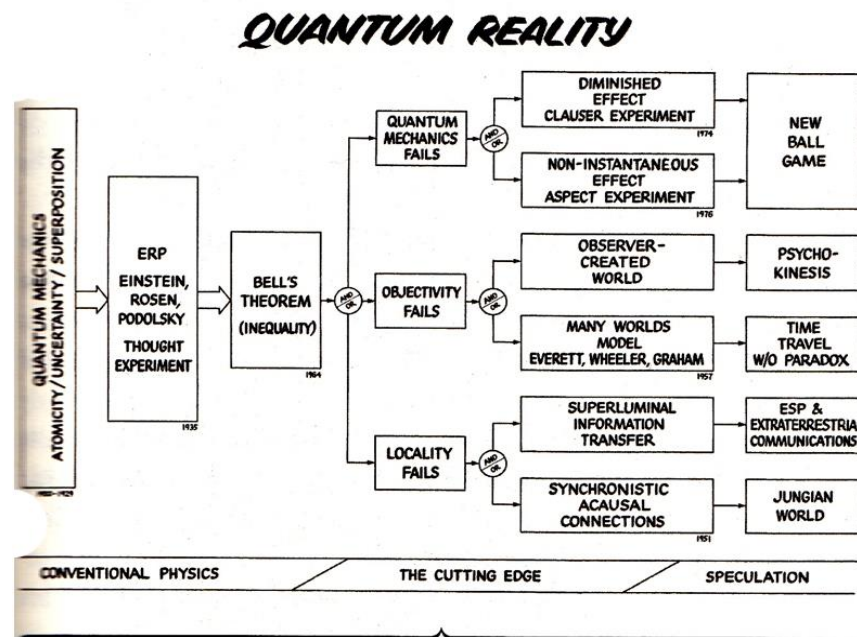 QUANTUM REALITY
QUANTUM MECHANICS
ATOMICITY/UNCERTAINTY/SUPERPOSITION
1900-1929
ERP
EINSTEIN,
ROSEN,
PODOLSKY
THOUGHT
EXPERIMENT
1935
BELL'S
THEOREM
(INEQUALITY)
1964
AND/OR
QUANTUM
MECHANICS
FAILS
AND/OR
DIMINISHED
EFFECT
CLAUSER EXPERIMENT
1974
NON-INSTANTANEOUS
EFFECT
ASPECT EXPERIMENT
1976
NEW
BALL
GAME
OBJECTIVITY
FAILS
AND/OR
OBSERVER-
CREATED
WORLD
PSYCHO-
KINESIS
MANY WORLDS
MODEL
EVERETT, WHEELER, GRAHAM
1957
TIME
TRAVEL
W/O PARADOX
LOCALITY
FAILS
AND/OR
SUPERLUMINAL
INFORMATION
TRANSFER
ESP &
EXTRATERRESTRIA
COMMUNICATIONS
SYNCHRONISTIC
ACAUSAL
CONNECTIONS
1951
JUNGIAN
WORLD
CONVENTIONAL PHYSICS
THE CUTTING EDGE
SPECULATION